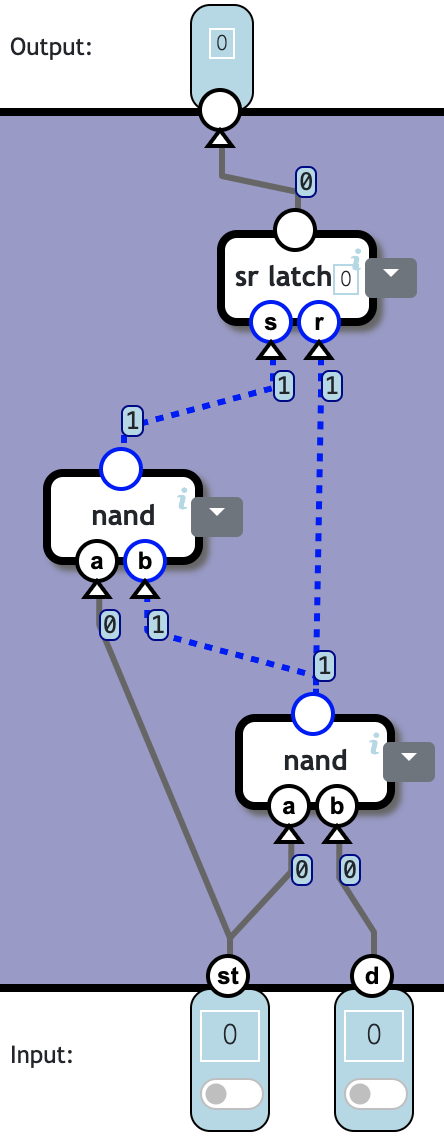 Output:
0
0
i
sr latch 0
s r
1 1
1
i
nand
a b
0 1
1
i
nand
a b
0 0
st d
0 0
Input: